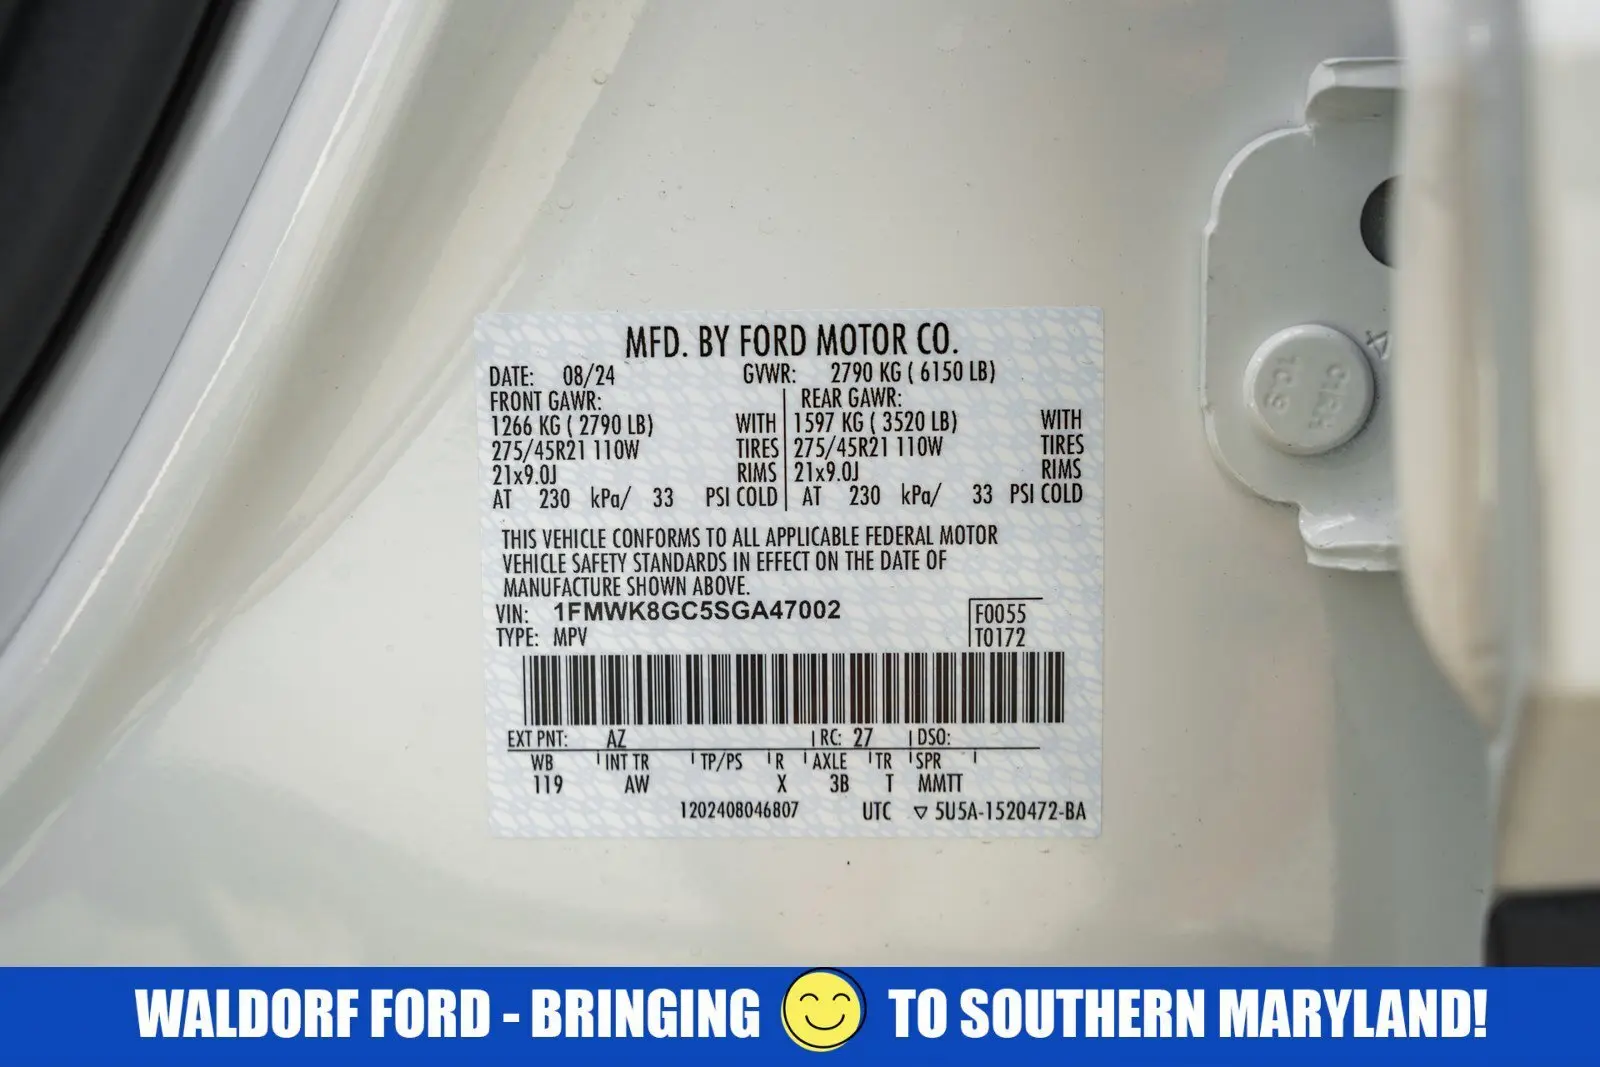 MFD. BY FORD MOTOR CO.
DATE: 08/24 GVWR: 2790 KG ( 6150 LB)
FRONT GAWR: REAR GAWR:
1266 KG ( 2790 LB) WITH 1597 KG ( 3520 LB) WITH
275/45R21 110W TIRES 275/45R21 110W TIRES
21x9.0J RIMS 21x9.0J RIMS
AT 230 kPa/ 33 PSI COLD AT 230 kPa/ 33 PSI COLD
THIS VEHICLE CONFORMS TO ALL APPLICABLE FEDERAL MOTOR
VEHICLE SAFETY STANDARDS IN EFFECT ON THE DATE OF
MANUFACTURE SHOWN ABOVE.
VIN: 1FMWK8GC5SGA47002 F0055
TYPE: MPV T0172
EXT PNT: AZ RC: 27 DSO:
WB INT TR TP/PS R AXLE TR SPR
119 AW X 3B T MMTT
1202408046807 UTC ▽ 5U5A-1520472-BA
WALDORF FORD - BRINGING TO SOUTHERN MARYLAND!